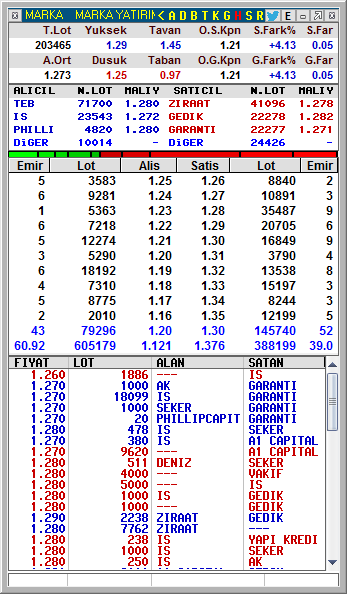 MARKA MARKA YATIRIM < A D B T K G H S R E
T.Lot Yuksek Tavan O.S.Kpn S.Fark% S.Far
203465 1.29 1.45 1.21 +4.13 0.05
A.Ort Dusuk Taban O.G.Kpn G.Fark% G.Far
1.273 1.25 0.97 1.21 +4.13 0.05
ALICIL N.LOT MALIY SATICIL N.LOT MALIY
TEB 71700 1.280 ZIRAAT 41096 1.278
IS 23543 1.272 GEDIK 22278 1.282
PHILLI 4820 1.280 GARANTI 22277 1.271
DiGER 10014 - DiGER 24426 -
Emir Lot Alis Satis Lot Emir
5 3583 1.25 1.26 8840 2
6 9281 1.24 1.27 10891 3
1 5363 1.23 1.28 35487 9
6 7218 1.22 1.29 20705 6
5 12274 1.21 1.30 16849 9
3 5290 1.20 1.31 3790 4
6 18192 1.19 1.32 13538 8
4 7310 1.18 1.33 15197 3
5 8775 1.17 1.34 8244 3
2 2010 1.16 1.35 12199 5
43 79296 1.20 1.30 145740 52
60.92 605179 1.121 1.376 388199 39.0
FIYAT LOT ALAN SATAN
1.260 1886 --- IS
1.270 1000 AK GARANTI
1.270 18099 IS GARANTI
1.270 1000 SEKER GARANTI
1.270 20 PHILLIPCAPIT GARANTI
1.280 478 IS SEKER
1.270 380 IS A1 CAPITAL
1.270 9620 --- A1 CAPITAL
1.280 511 DENIZ SEKER
1.280 4000 --- VAKIF
1.280 5000 --- IS
1.280 1000 IS GEDIK
1.280 1000 --- GEDIK
1.290 2238 ZIRAAT GEDIK
1.280 7762 ZIRAAT ---
1.280 238 IS YAPI KREDI
1.280 1000 IS SEKER
1.280 250 IS AK